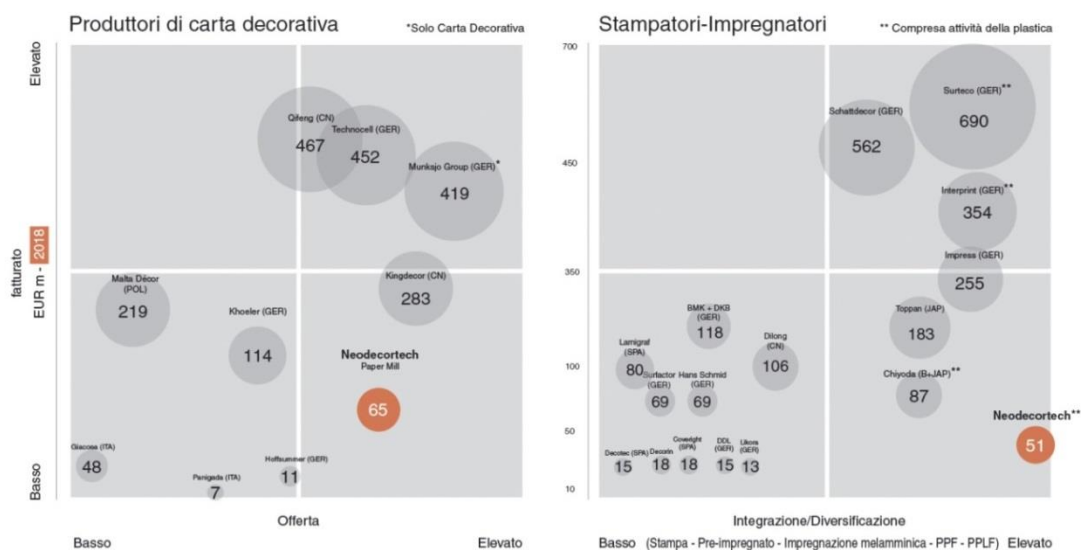 Produttori di carta decorativa
*Solo Carta Decorativa
Elevato
fatturato
EUR m - 2018
Basso
Qifeng (CN)
467
Technocell (GER)
452
Munksjo Group (GER)*
419
Malta Décor
(POL)
219
Khoeler (GER)
114
Kingdecor (CN)
283
Neodecortech
Paper Mill
65
Giacosa (ITA)
48
Panigada (ITA)
7
Hoffsummer (GER)
11
Offerta
Basso
Elevato
Stampatori-Impregnatori
** Compresa attività della plastica
700
450
350
100
50
10
Surteco (GER)**
690
Schattdecor (GER)
562
Interprint (GER)**
354
Impress (GER)
255
BMK + DKB
(GER)
118
Toppan (JAP)
183
Lamigraf
(SPA)
80
Dilong
(CN)
106
Surfactor
(GER)
69
Hans Schmid
(GER)
69
Chiyoda (B+JAP)**
87
Neodecortech**
51
Decotec (SPA)
15
Decorin
18
Coveright
(SPA)
18
DDL
(GER)
15
(GER)
13
Integrazione/Diversificazione
Basso (Stampa - Pre-impregnato - Impregnazione melamminica - PPF - PPLF) Elevato